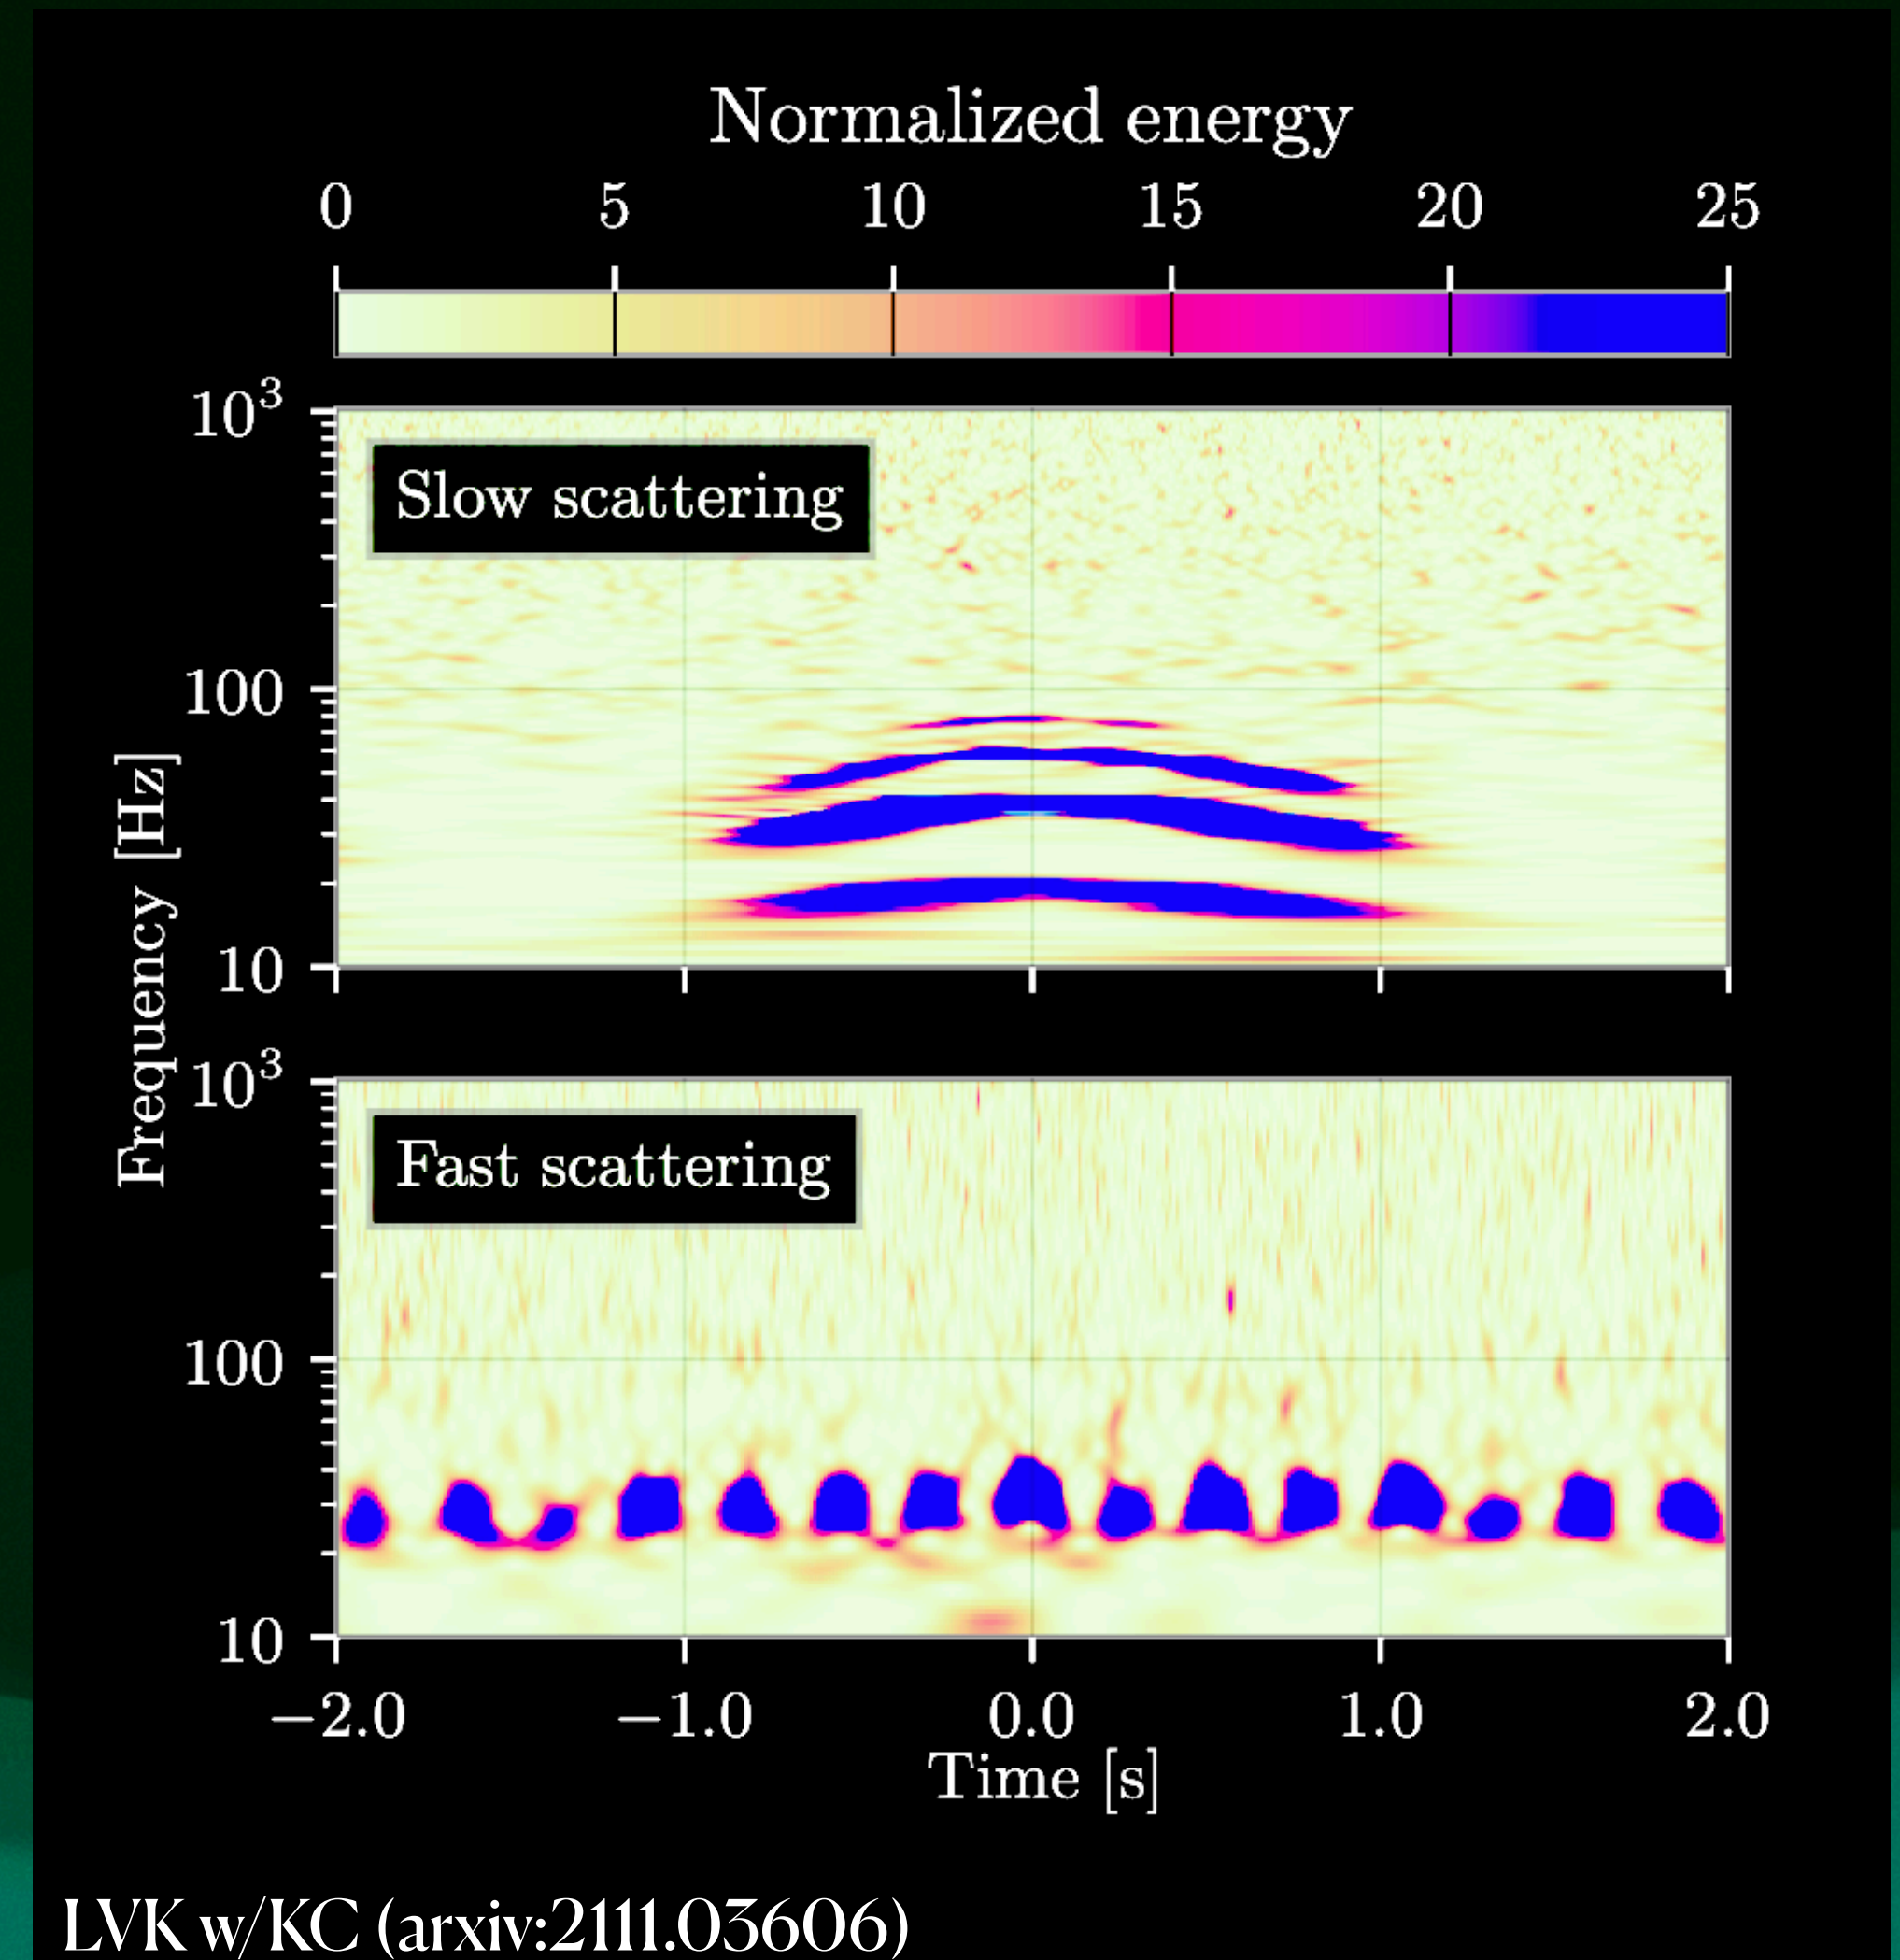 Normalized energy
0 5 10 15 20 25
10³
Slow scattering
100
10
Frequency [Hz]
10³
Fast scattering
100
10
−2.0 −1.0 0.0 1.0 2.0
Time [s]
LVK w/KC (arxiv:2111.03606)